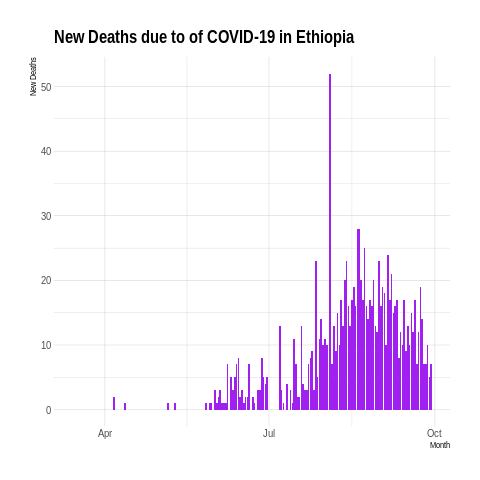 New Deaths due to of COVID-19 in Ethiopia
New Deaths
50
40
30
20
10
0
Apr
Jul
Oct
Month